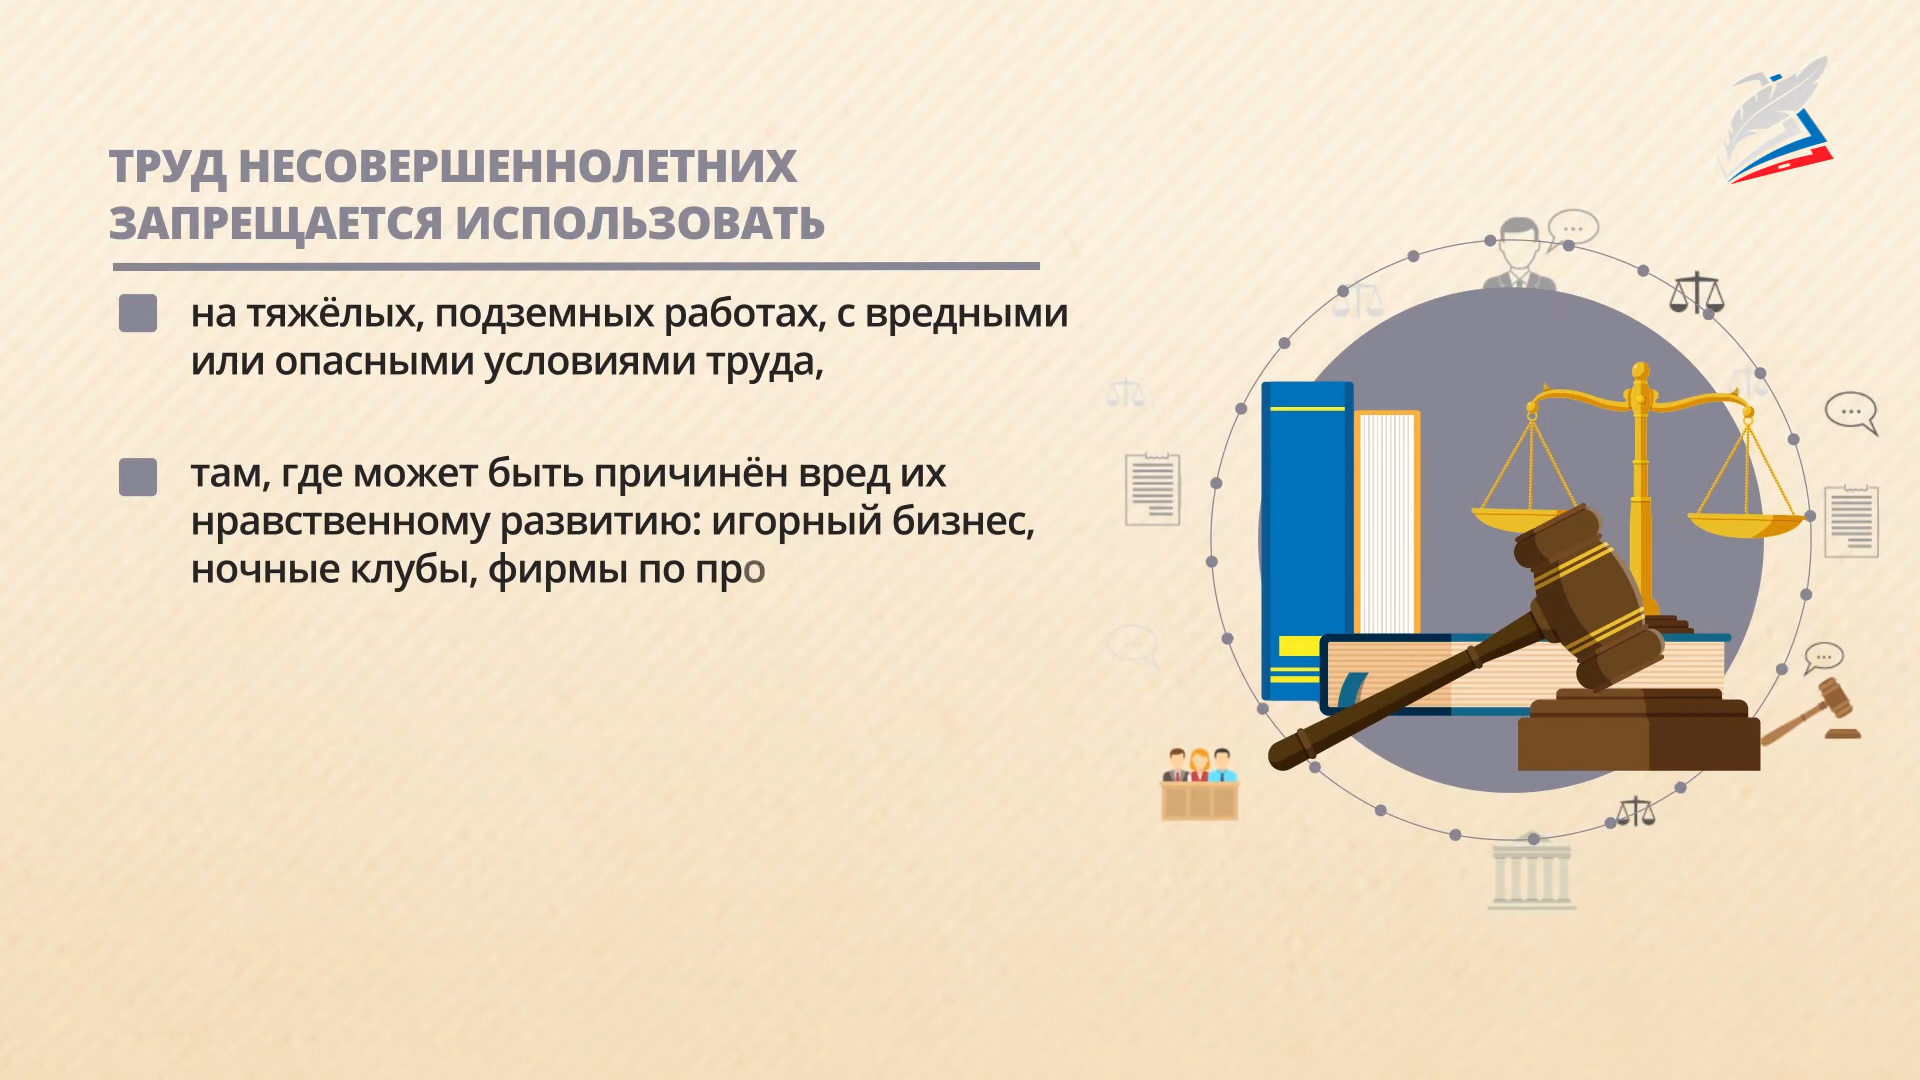 ТРУД НЕСОВЕРШЕННОЛЕТНИХ
ЗАПРЕЩАЕТСЯ ИСПОЛЬЗОВАТЬ
на тяжёлых, подземных работах, с вредными
или опасными условиями труда,
там, где может быть причинён вред их
нравственному развитию: игорный бизнес,
ночные клубы, фирмы по про